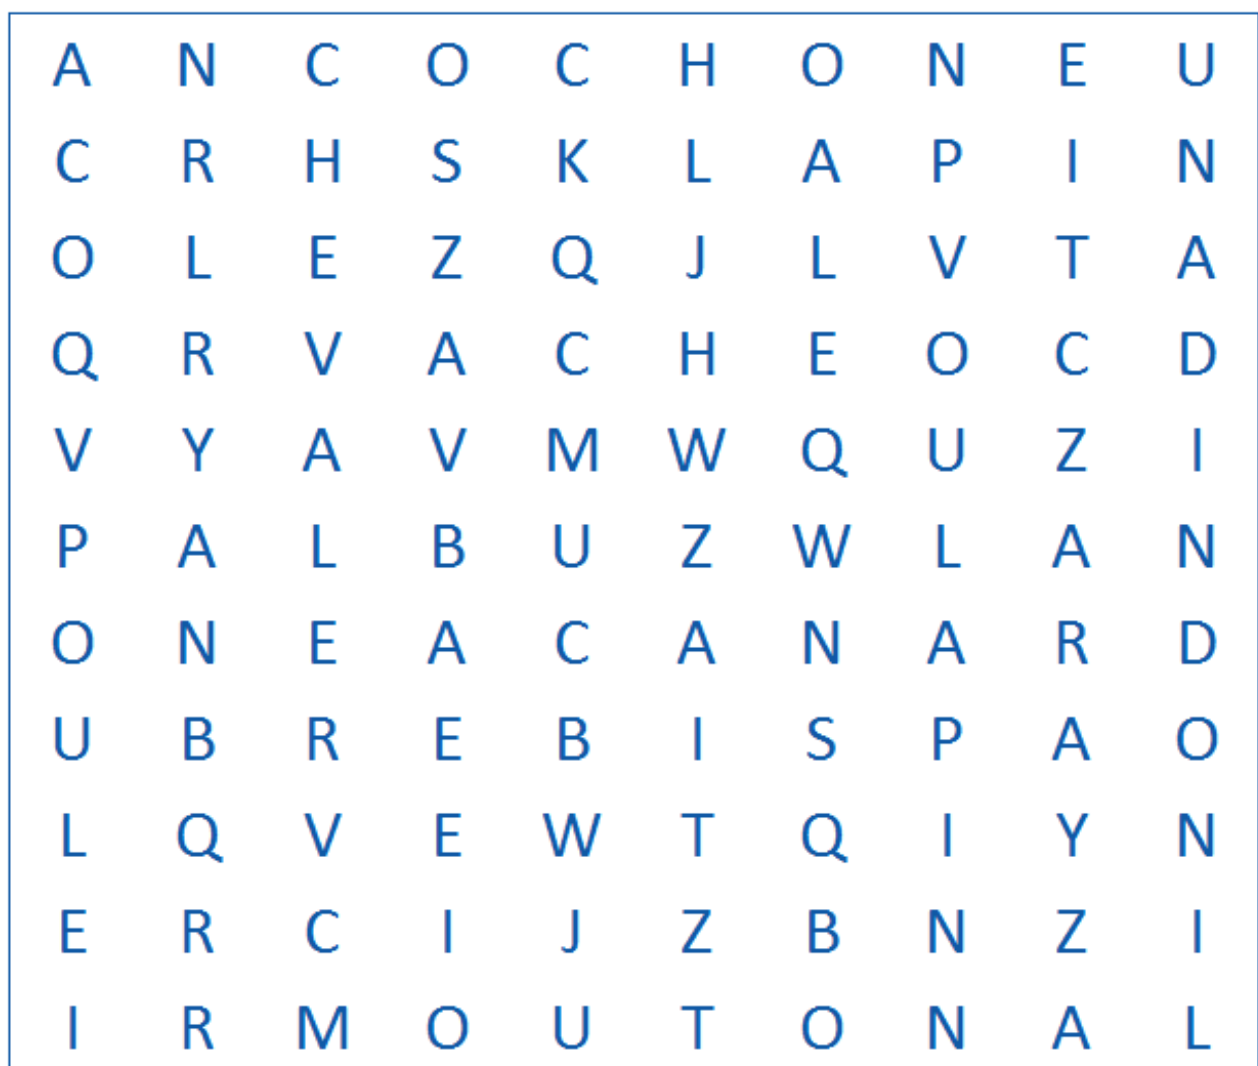 A N C O C H O N E U
C R H S K L A P I N
O L E Z Q J L V T A
Q R V A C H E O C D
V Y A V M W Q U Z I
P A L B U Z W L A N
O N E A C A N A R D
U B R E B I S P A O
L Q V E W T Q I Y N
E R C I J Z B N Z I
I R M O U T O N A L